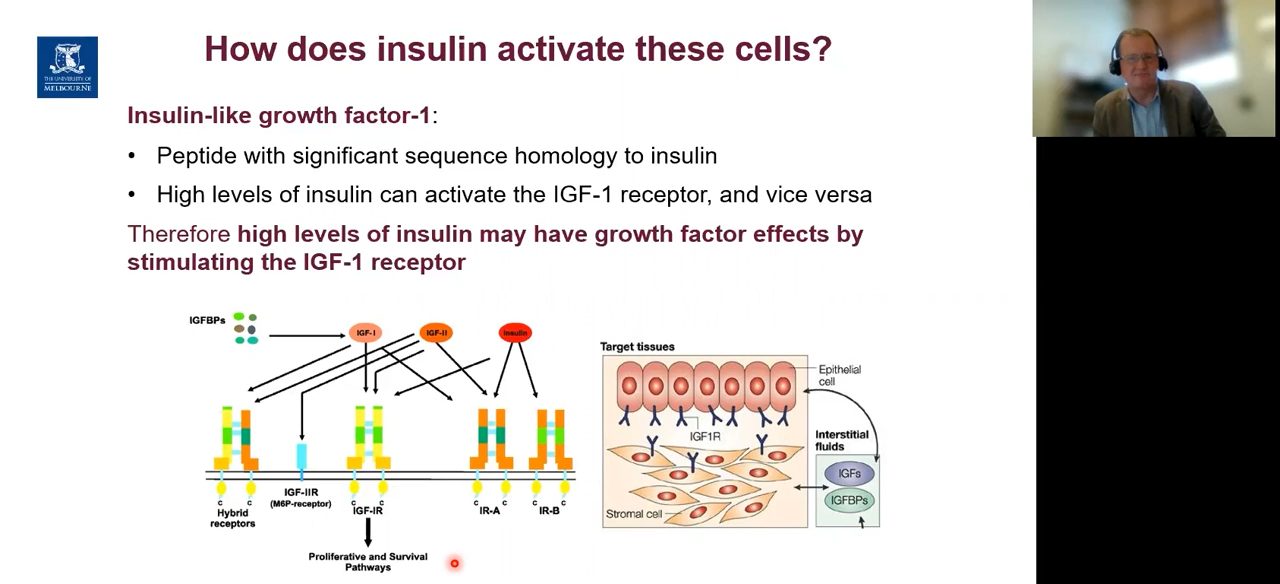 How does insulin activate these cells?
THE UNIVERSITY OF
MELBOURNE
Insulin-like growth factor-1:
• Peptide with significant sequence homology to insulin
• High levels of insulin can activate the IGF-1 receptor, and vice versa
Therefore high levels of insulin may have growth factor effects by
stimulating the IGF-1 receptor
IGFBPs
IGF-I
IGF-II
Insulin
C
C
C
C
C
C
C
C
Hybrid
receptors
IGF-IIR
(M6P-receptor)
IGF-IR
IR-A
IR-B
Proliferative and Survival
Pathways
Target tissues
Epithelial
cell
IGF1R
Interstitial
fluids
IGFs
IGFBPs
Stromal cell